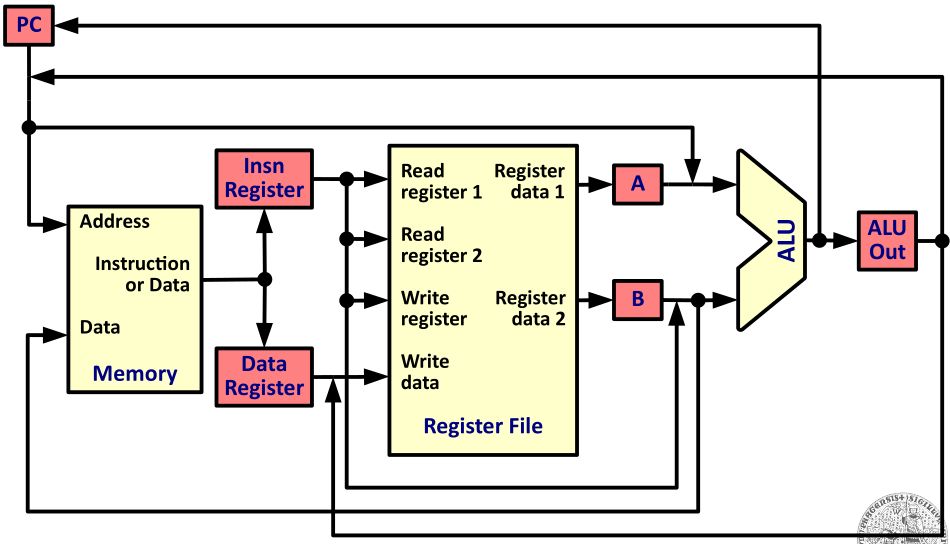 PC
Insn
Register
Address
Instruction
or Data
Data
Memory
Data
Register
Read
register 1
Register
data 1
Read
register 2
Write
register
Register
data 2
Write
data
Register File
A
B
ALU
ALU
Out